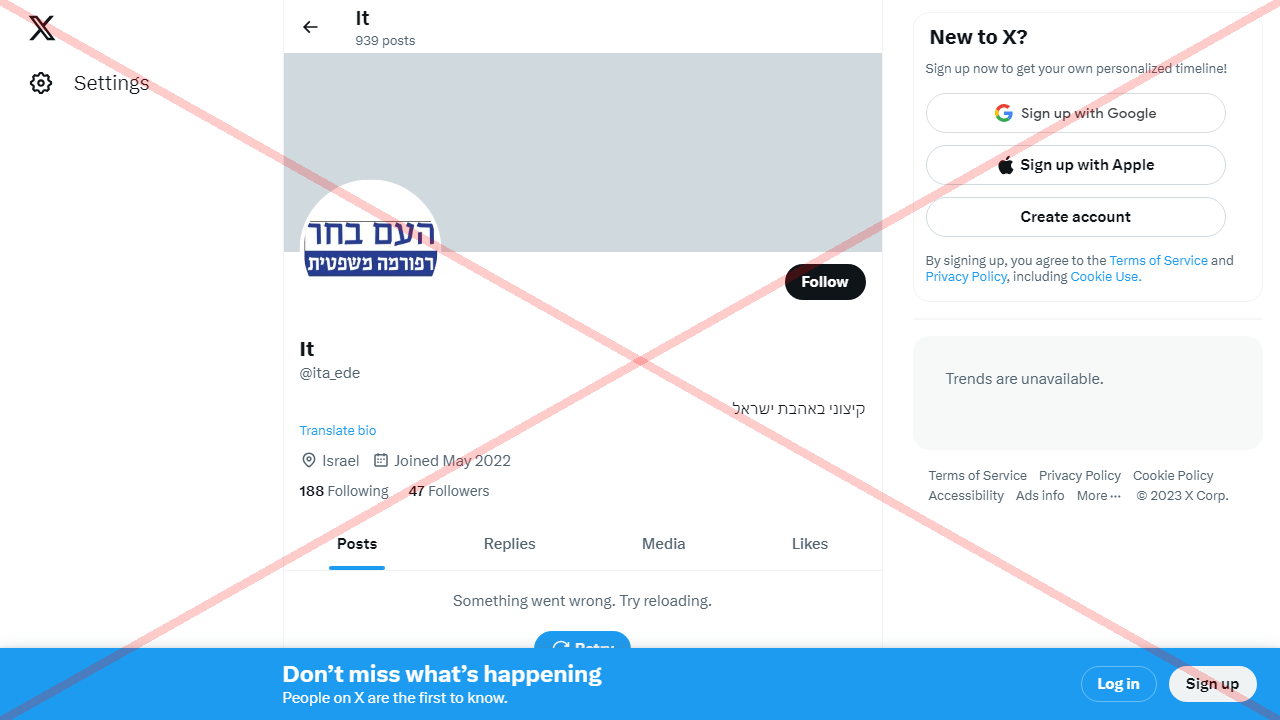 It
939 posts
Settings
העם בחר
רפורמה משפטית
Follow
It
@ita_ede
קיצוני באהבת ישראל
Translate bio
Israel Joined May 2022
188 Following 47 Followers
Posts Replies Media Likes
Something went wrong. Try reloading.
Retry
New to X?
Sign up now to get your own personalized timeline!
Sign up with Google
Sign up with Apple
Create account
By signing up, you agree to the Terms of Service and
Privacy Policy, including Cookie Use.
Trends are unavailable.
Terms of Service Privacy Policy Cookie Policy
Accessibility Ads info More ··· © 2023 X Corp.
Don’t miss what’s happening
People on X are the first to know.
Log in Sign up